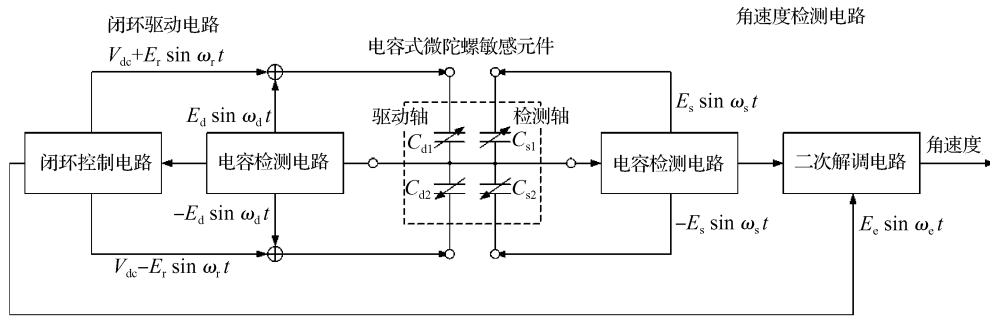 闭环驱动电路
角速度检测电路
V_dc+E_r sin ω_r t
电容式微陀螺敏感元件
E_d sin ω_d t
E_s sin ω_s t
驱动轴
检测轴
C_d1
C_s1
闭环控制电路
电容检测电路
电容检测电路
二次解调电路
角速度
C_d2
C_s2
-E_d sin ω_d t
-E_s sin ω_s t
E_e sin ω_e t
V_dc-E_r sin ω_r t